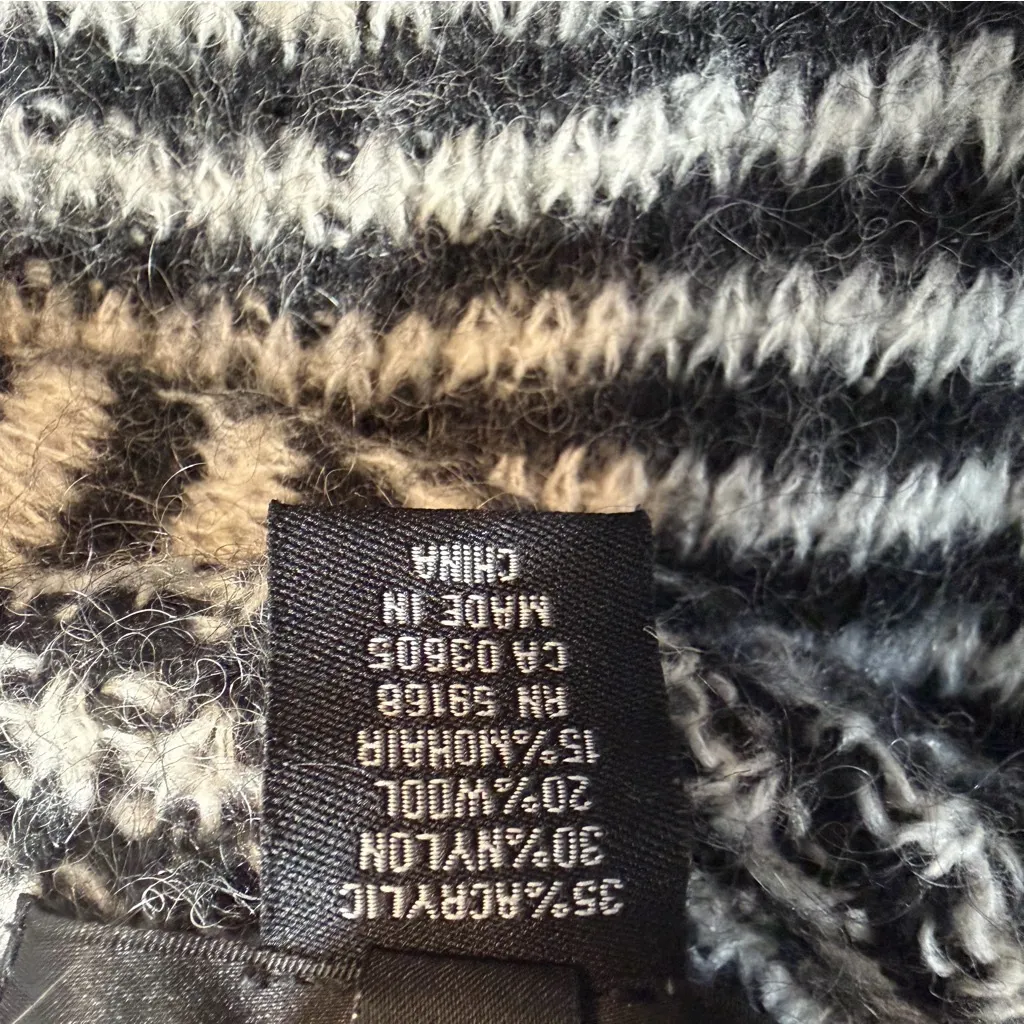 35%ACRYLIC
30%NYLON
20%WOOL
15%MOHAIR
RN 59168
CA 03605
MADE IN
CHINA